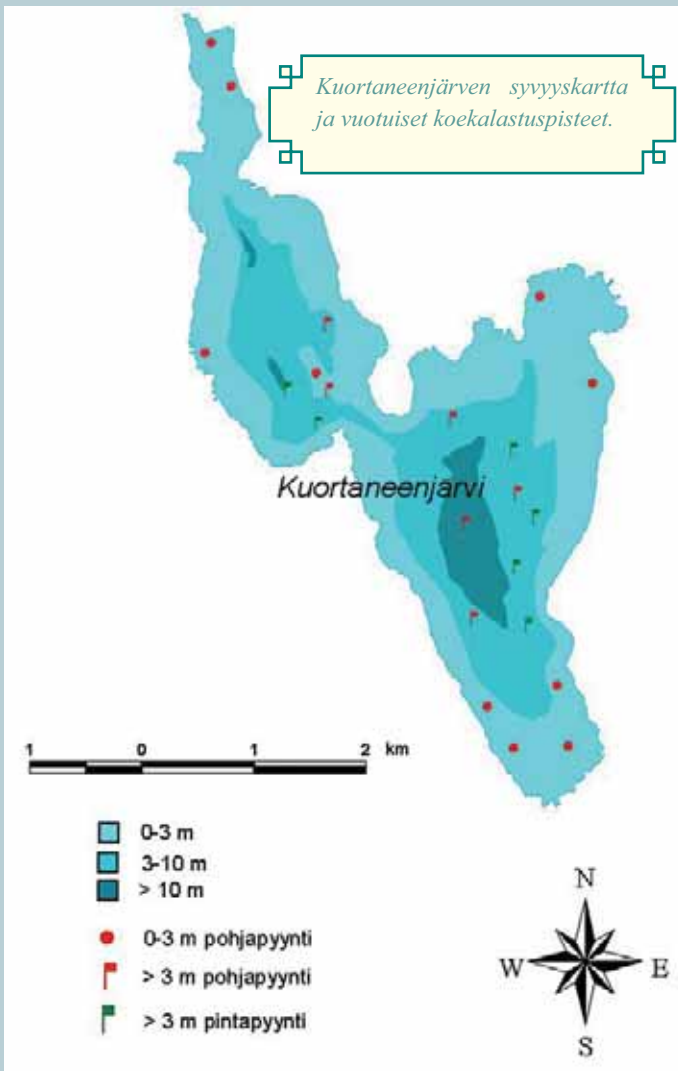 Kuortaneenjärven syvyyskartta
ja vuotuiset koekalastuspisteet.
Kuortaneenjärvi
1 0 1 2 km
0-3 m
3-10 m
> 10 m
0-3 m pohjapyynti
> 3 m pohjapyynti
> 3 m pintapyynti
N
W E
S